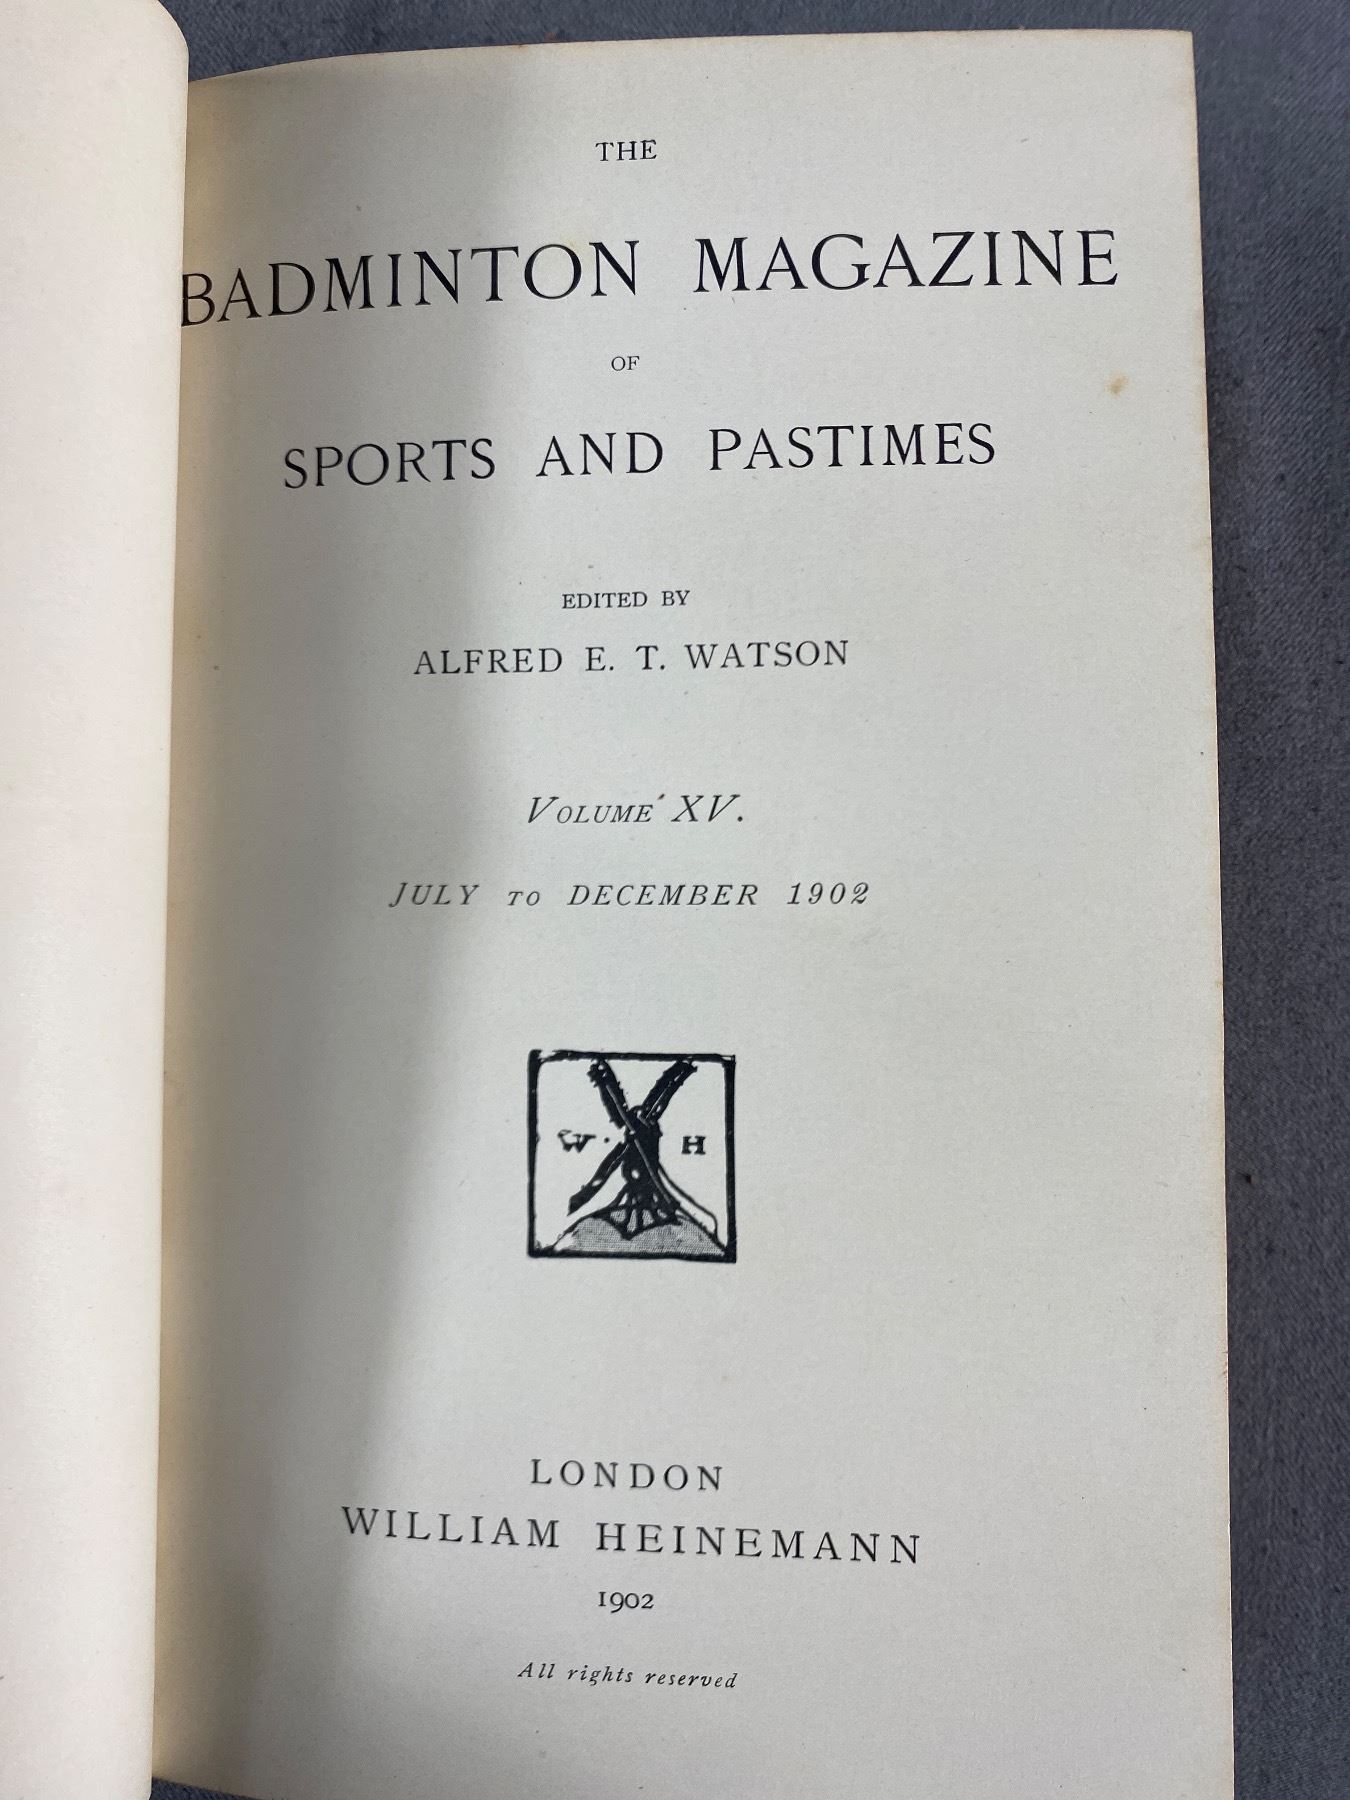 THE
BADMINTON MAGAZINE
OF
SPORTS AND PASTIMES
EDITED BY
ALFRED E. T. WATSON
VOLUME XV.
JULY TO DECEMBER 1902
W · H
LONDON
WILLIAM HEINEMANN
1902
All rights reserved